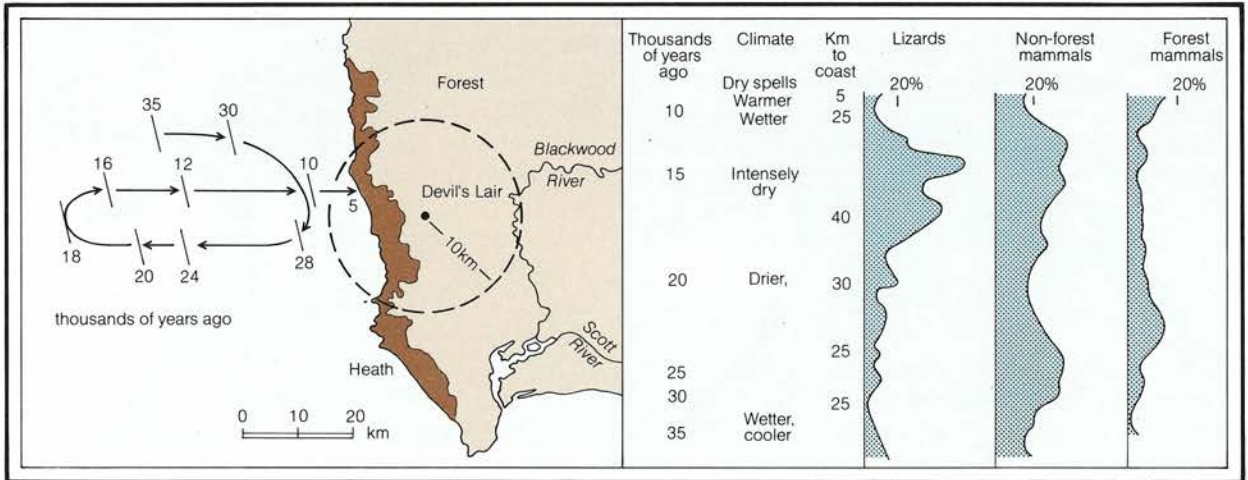 35
30
16
12
10
5
18
20
24
28
thousands of years ago
Forest
Blackwood
River
Devil's Lair
10km
Scott
River
Heath
0 10 20
km
Thousands
of years
ago
Climate
Km
to
coast
Lizards
Non-forest
mammals
Forest
mammals
Dry spells
20%
20%
20%
Warmer
5
10
Wetter
25
15
Intensely
dry
40
20
Drier,
30
25
25
30
25
35
Wetter,
cooler